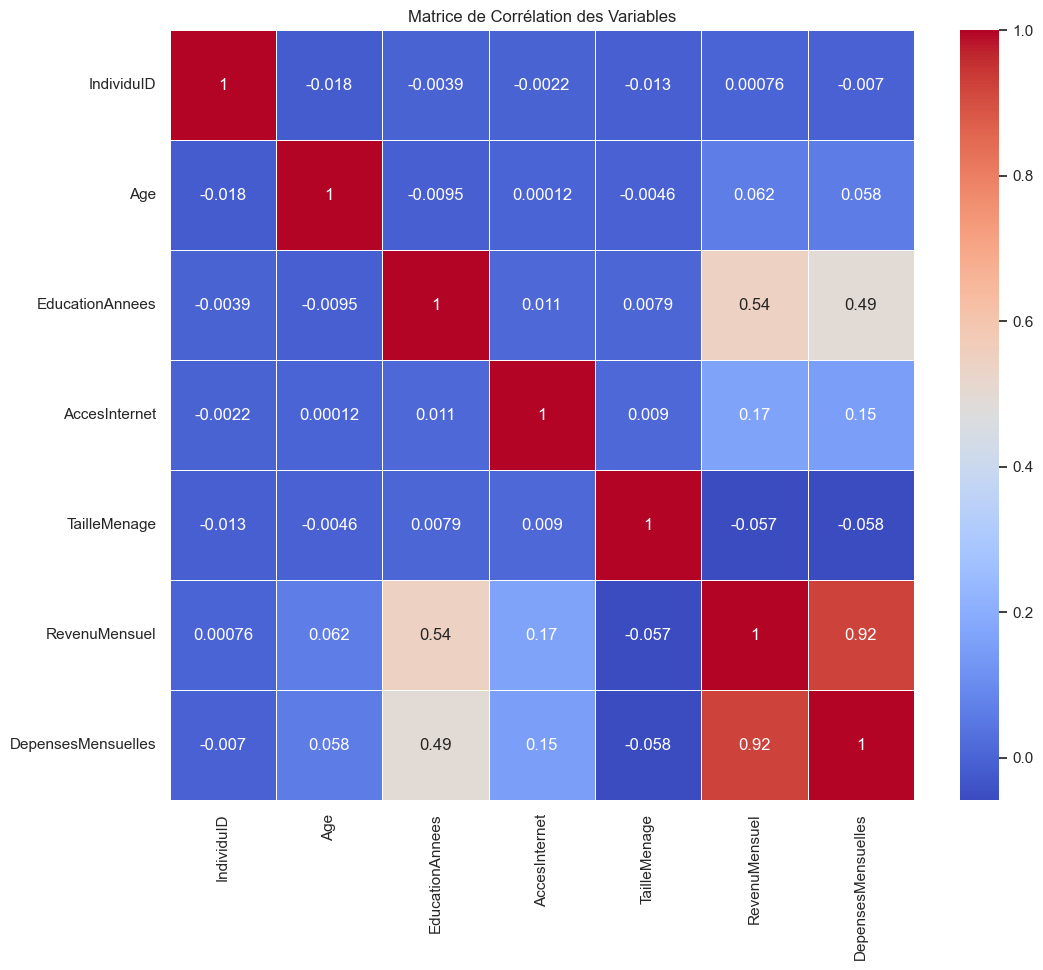 Matrice de Corrélation des Variables
IndividuID 1 -0.018 -0.0039 -0.0022 -0.013 0.00076 -0.007
Age -0.018 1 -0.0095 0.00012 -0.0046 0.062 0.058
EducationAnnees -0.0039 -0.0095 1 0.011 0.0079 0.54 0.49
AccesInternet -0.0022 0.00012 0.011 1 0.009 0.17 0.15
TailleMenage -0.013 -0.0046 0.0079 0.009 1 -0.057 -0.058
RevenuMensuel 0.00076 0.062 0.54 0.17 -0.057 1 0.92
DepensesMensuelles -0.007 0.058 0.49 0.15 -0.058 0.92 1
IndividuID
Age
EducationAnnees
AccesInternet
TailleMenage
RevenuMensuel
DepensesMensuelles
1.0
0.8
0.6
0.4
0.2
0.0